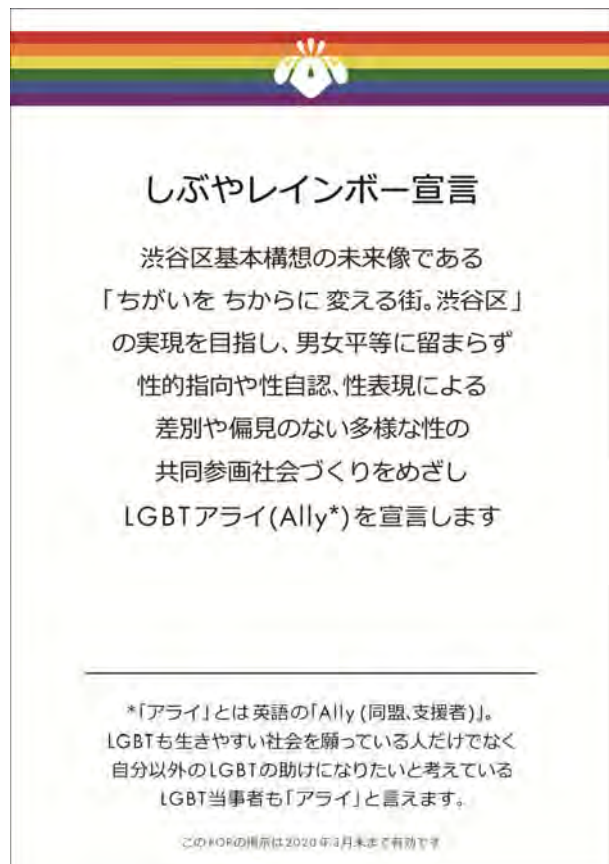 しぶやレインボー宣言
渋谷区基本構想の未来像である
「ちがいを ちからに 変える街。渋谷区」
の実現を目指し、男女平等に留まらず
性的指向や性自認、性表現による
差別や偏見のない多様な性の
共同参画社会づくりをめざし
LGBTアライ(Ally*)を宣言します
*「アライ」とは英語の「Ally (同盟、支援者)」。
LGBTも生きやすい社会を願っている人だけでなく
自分以外のLGBTの助けになりたいと考えている
LGBT当事者も「アライ」と言えます。
このPOPの掲示は2020年3月末まで有効です